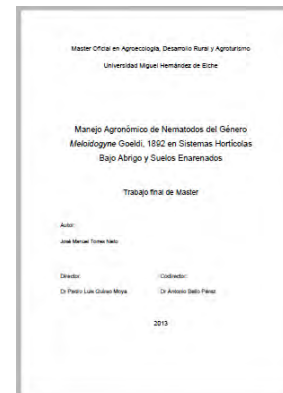 Master Oficial en Agroecología, Desarrollo Rural y Agroturismo
Universidad Miguel Hernández de Elche
Manejo Agronómico de Nematodos del Género
Meloidogyne Goeldi, 1892 en Sistemas Hortícolas
Bajo Abrigo y Suelos Enarenados
Trabajo final de Master
Autor:
José Manuel Torres Nieto
Director: Codirector:
Dr Pedro Luis Moya Dr Antonio Bello Pérez
2013